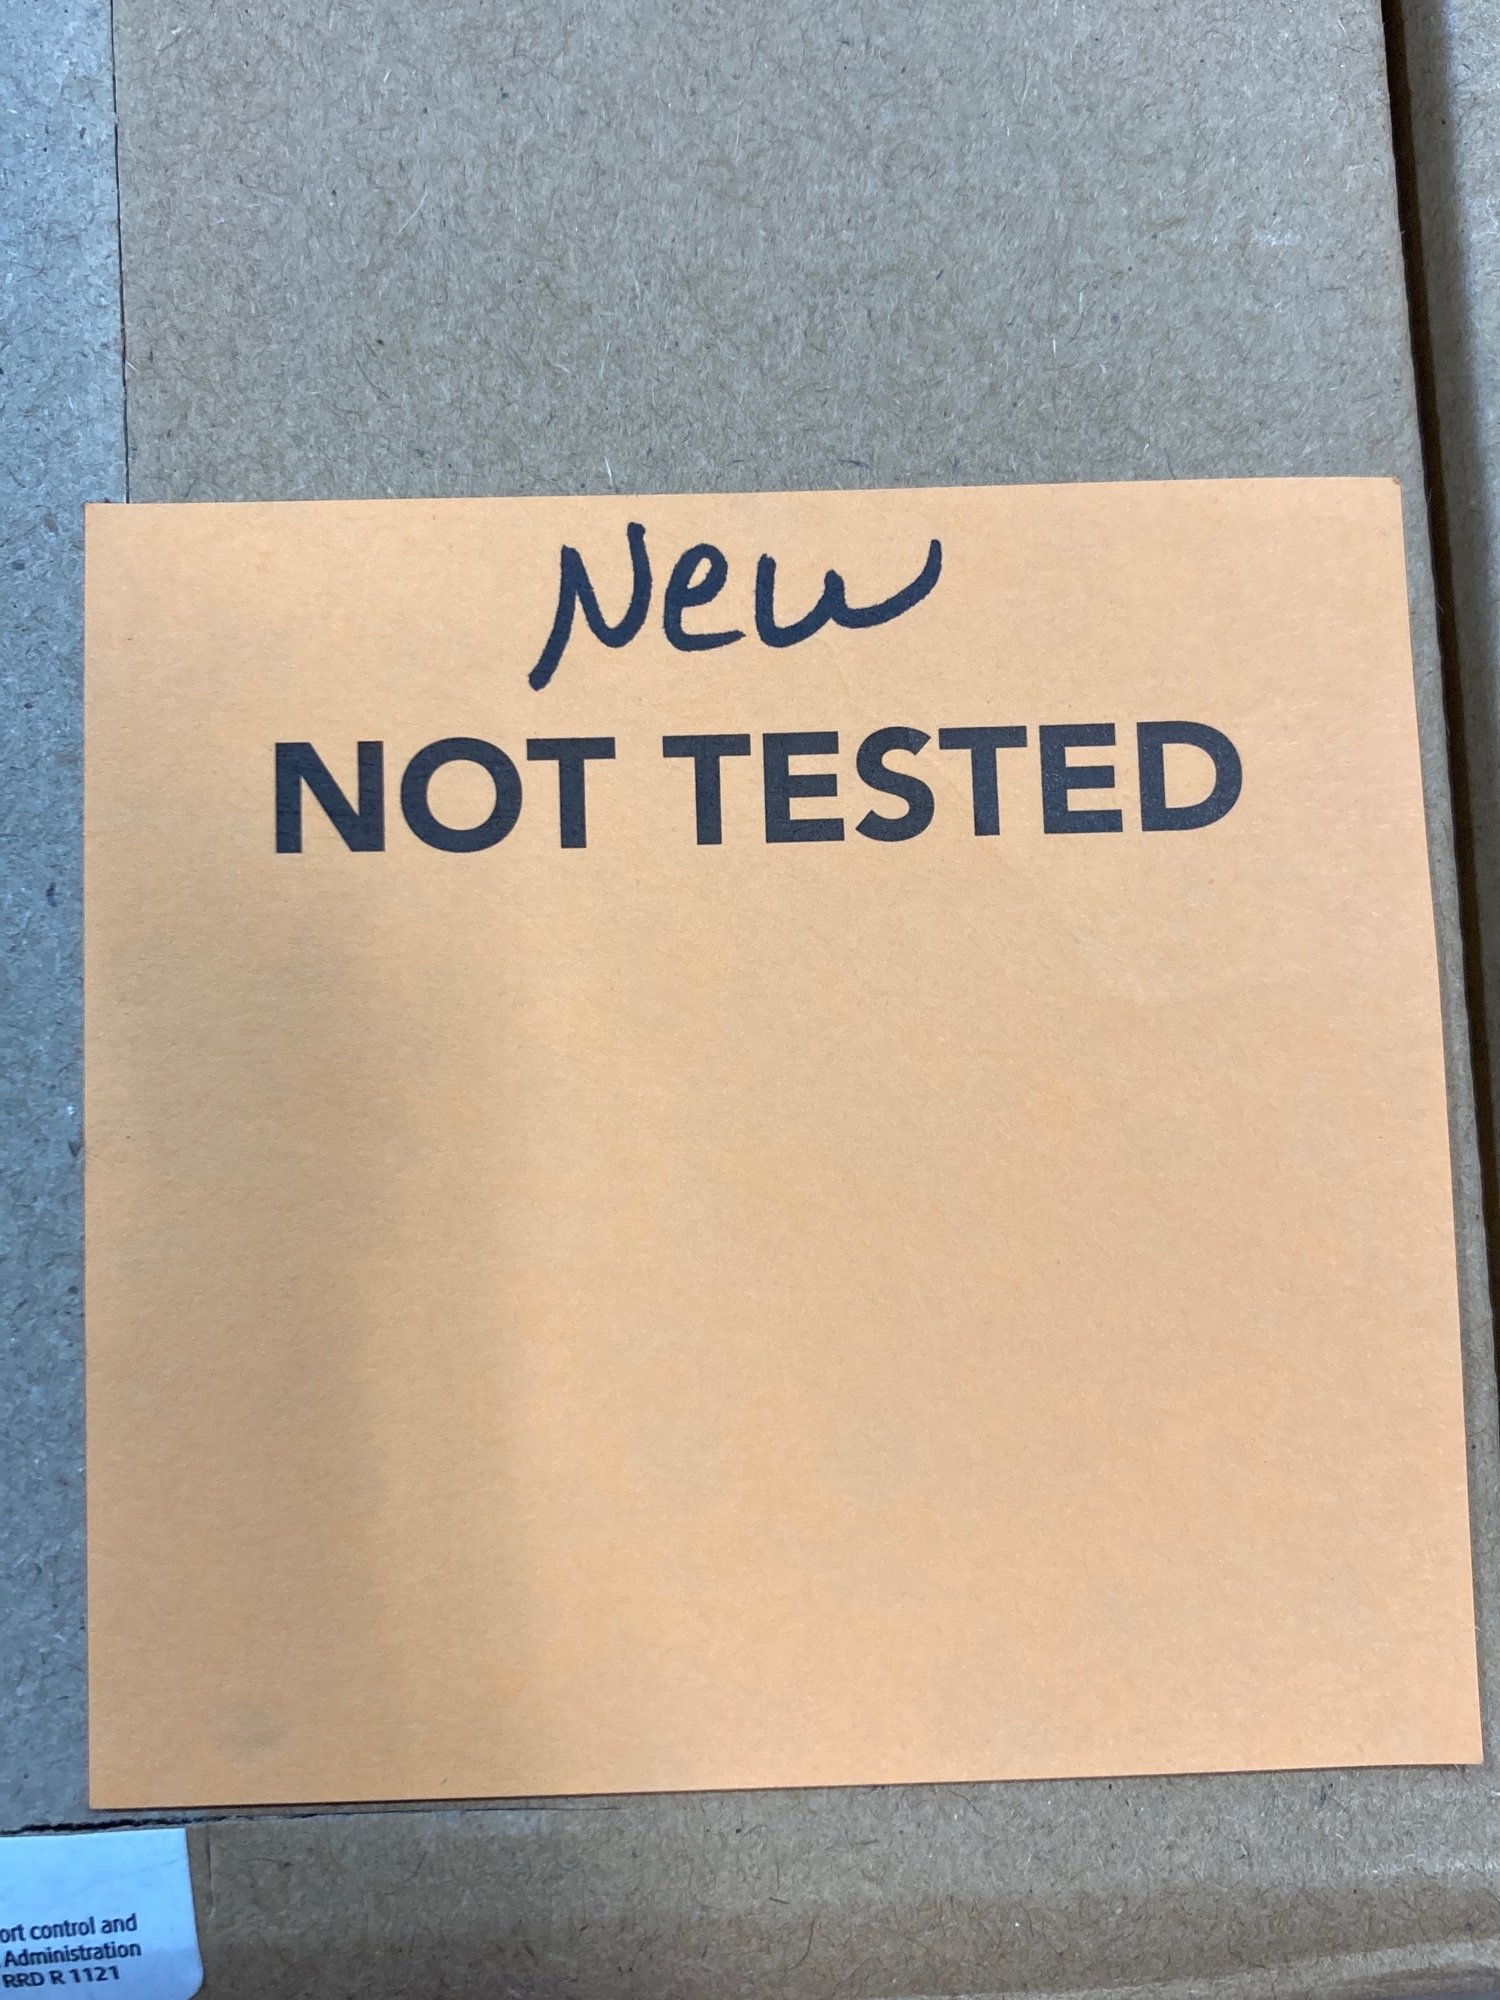 New
NOT TESTED
ort control and
Administration
RRD R 1121